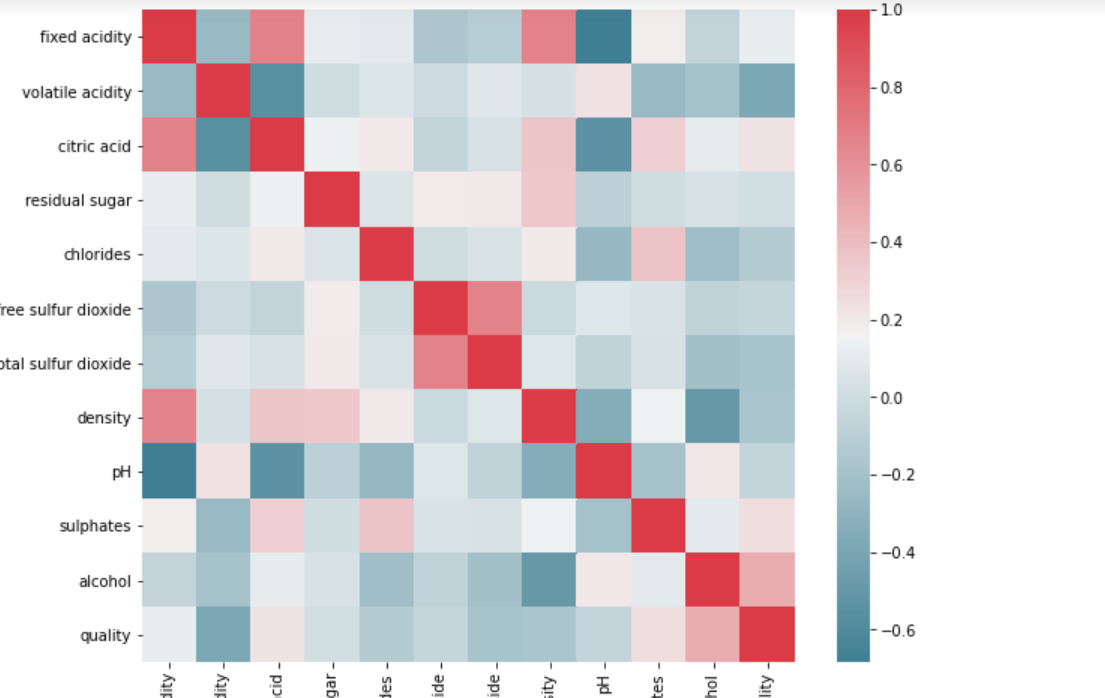 fixed acidity
volatile acidity
citric acid
residual sugar
chlorides
free sulfur dioxide
otal sulfur dioxide
density
pH
sulphates
alcohol
quality
dity
dity
cid
gar
des
ide
ide
sity
pH
tes
hol
lity
1.0
0.8
0.6
0.4
0.2
0.0
−0.2
−0.4
−0.6